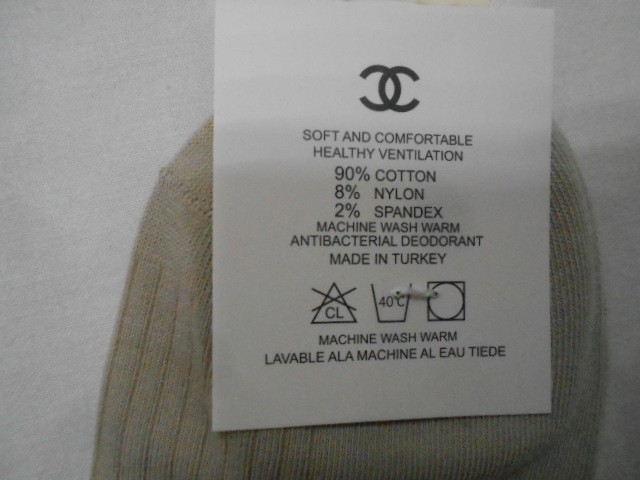 SOFT AND COMFORTABLE
HEALTHY VENTILATION
90% COTTON
8% NYLON
2% SPANDEX
MACHINE WASH WARM
ANTIBACTERIAL DEODORANT
MADE IN TURKEY
CL 40℃
MACHINE WASH WARM
LAVABLE ALA MACHINE AL EAU TIEDE